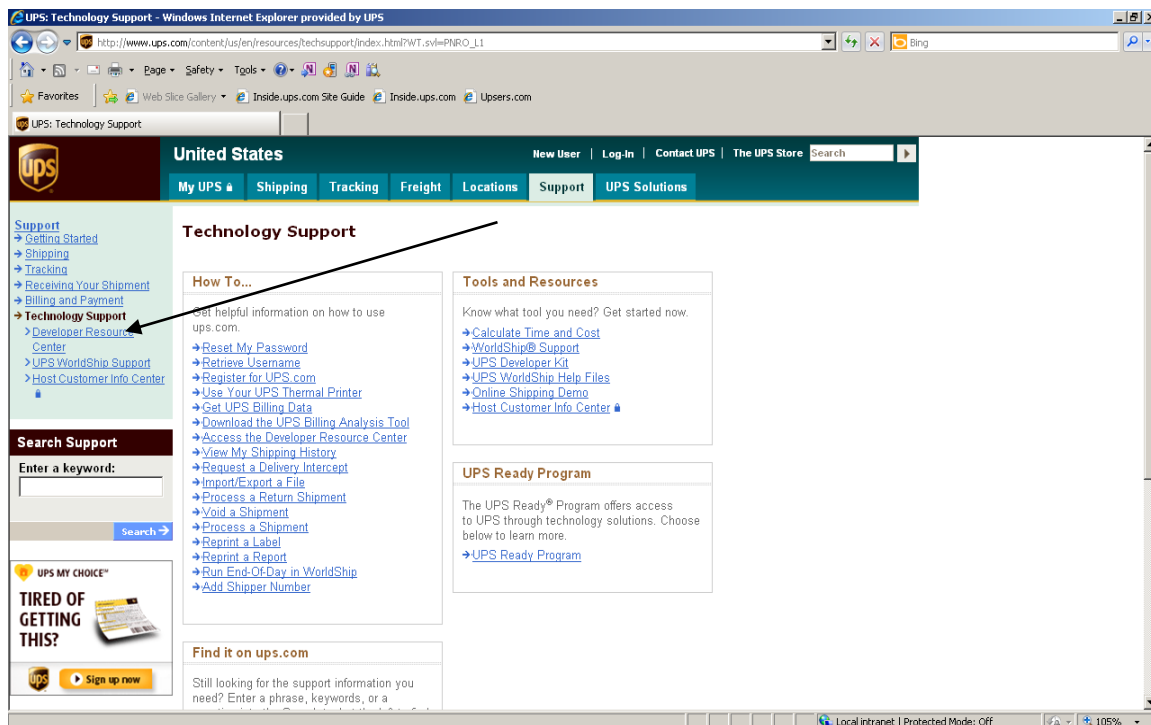 UPS: Technology Support - Windows Internet Explorer provided by UPS
http://www.ups.com/content/us/en/resources/techsupport/index.html?WT.svl=PNRO_L1
Bing
Page Safety Tools
Favorites Web Slice Gallery Inside.ups.com Site Guide Inside.ups.com Upsers.com
UPS: Technology Support
ups
United States
New User | Log-In | Contact UPS | The UPS Store Search
My UPS Shipping Tracking Freight Locations Support UPS Solutions
Support
Getting Started
Shipping
Tracking
Receiving Your Shipment
Billing and Payment
Technology Support
Developer Resource
Center
UPS WorldShip Support
Host Customer Info Center
Search Support
Enter a keyword:
Search
UPS MY CHOICE™
TIRED OF
GETTING
THIS?
ups
Sign up now
Technology Support
How To...
Get helpful information on how to use
ups.com.
Reset My Password
Retrieve Username
Register for UPS.com
Use Your UPS Thermal Printer
Get UPS Billing Data
Download the UPS Billing Analysis Tool
Access the Developer Resource Center
View My Shipping History
Request a Delivery Intercept
Import/Export a File
Process a Return Shipment
Void a Shipment
Process a Shipment
Reprint a Label
Reprint a Report
Run End-Of-Day in WorldShip
Add Shipper Number
Find it on ups.com
Still looking for the support information you
need? Enter a phrase, keywords, or a
Tools and Resources
Know what tool you need? Get started now.
Calculate Time and Cost
WorldShip® Support
UPS Developer Kit
UPS WorldShip Help Files
Online Shipping Demo
Host Customer Info Center
UPS Ready Program
The UPS Ready® Program offers access
to UPS through technology solutions. Choose
below to learn more.
UPS Ready Program
Local intranet | Protected Mode: Off
105%